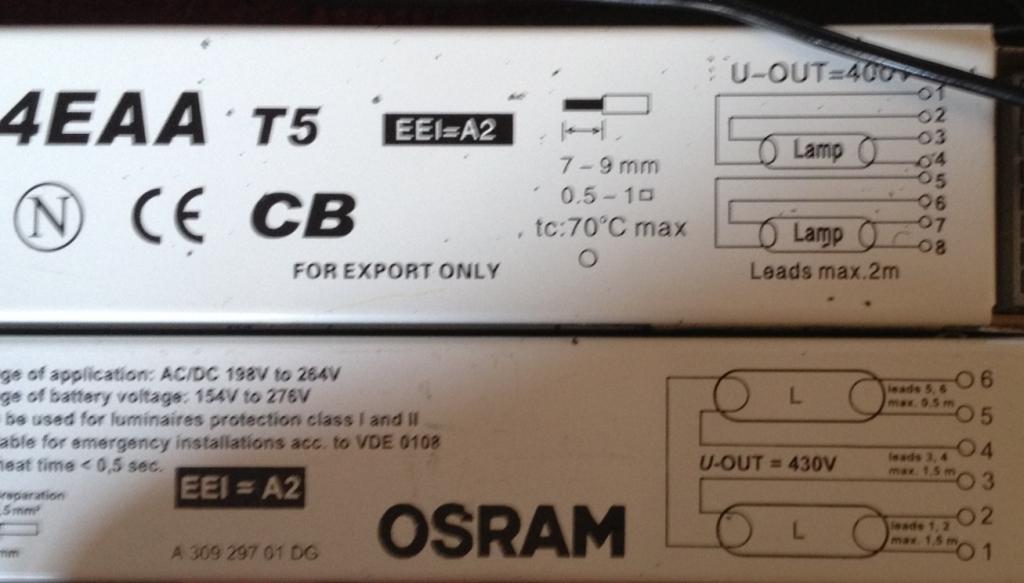 4EAA T5
EEI=A2
7 - 9 mm
0.5 - 1
tc:70°C max
N CE CB
FOR EXPORT ONLY
U-OUT=400V
1
2
3
Lamp
4
5
6
7
Lamp
8
Leads max.2m
ge of application: AC/DC 198V to 264V
ge of battery voltage: 154V to 276V
be used for luminaires protection class I and II
able for emergency installations acc. to VDE 0108
heat time < 0,5 sec.
reparation
.5mm²
mm
EEI = A2
A 309 297 01 DG
OSRAM
L
leads 5, 6
max. 0,5 m
6
5
4
U-OUT = 430V
leads 3, 4
max. 1,5 m
3
2
L
leads 1, 2
max. 1,5 m
1